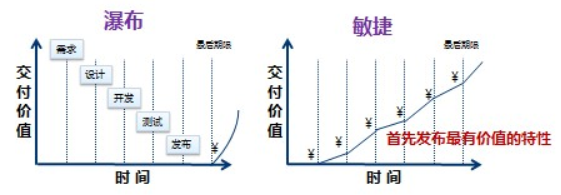 瀑布
最后期限
需求
设计
开发
测试
发布
¥
交付价值
时间
敏捷
最后期限
¥
¥
¥
¥
¥
¥
首先发布最有价值的特性
交付价值
时间